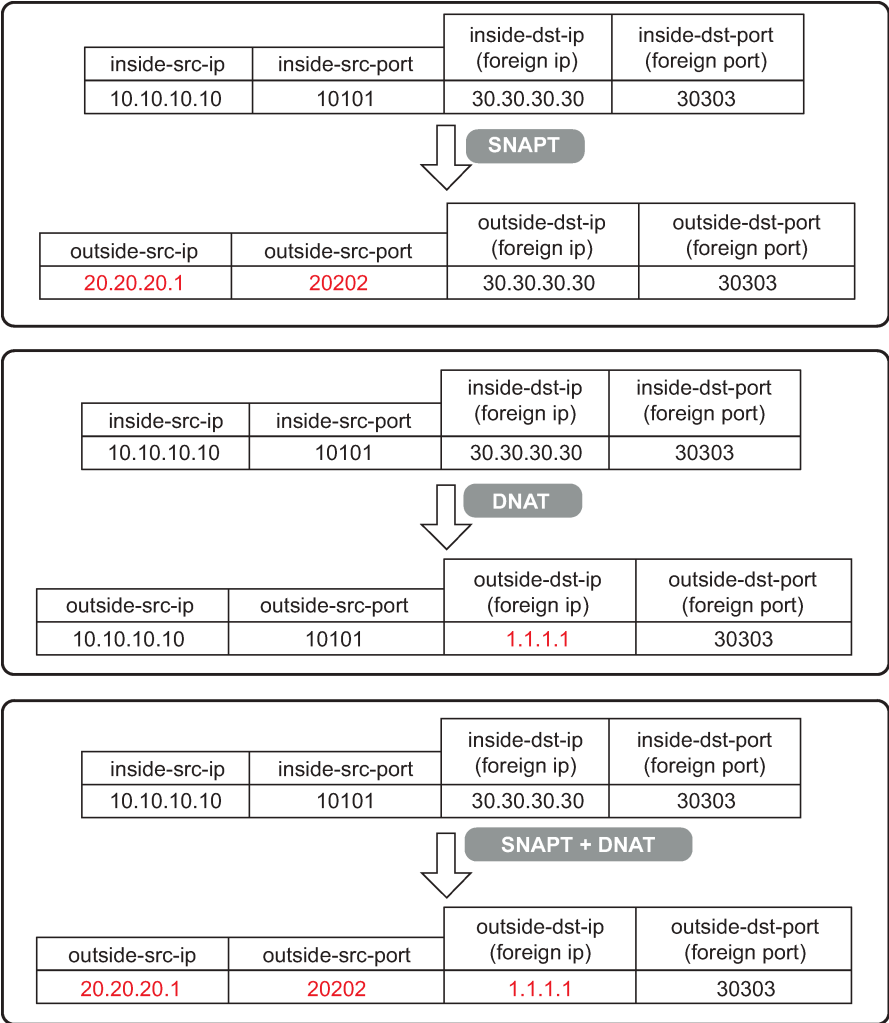 inside-src-ip inside-src-port inside-dst-ip (foreign ip) inside-dst-port (foreign port)
10.10.10.10 10101 30.30.30.30 30303
SNAPT
outside-src-ip outside-src-port outside-dst-ip (foreign ip) outside-dst-port (foreign port)
20.20.20.1 20202 30.30.30.30 30303
inside-src-ip inside-src-port inside-dst-ip (foreign ip) inside-dst-port (foreign port)
10.10.10.10 10101 30.30.30.30 30303
DNAT
outside-src-ip outside-src-port outside-dst-ip (foreign ip) outside-dst-port (foreign port)
10.10.10.10 10101 1.1.1.1 30303
inside-src-ip inside-src-port inside-dst-ip (foreign ip) inside-dst-port (foreign port)
10.10.10.10 10101 30.30.30.30 30303
SNAPT + DNAT
outside-src-ip outside-src-port outside-dst-ip (foreign ip) outside-dst-port (foreign port)
20.20.20.1 20202 1.1.1.1 30303